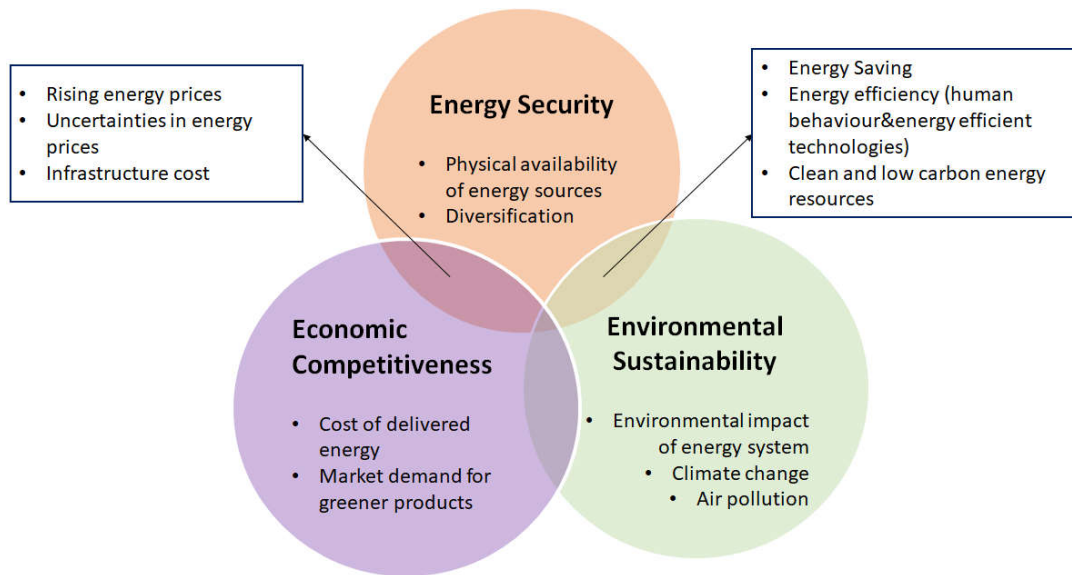 • Rising energy prices
• Uncertainties in energy
prices
• Infrastructure cost
Energy Security
• Physical availability
of energy sources
• Diversification
• Energy Saving
• Energy efficiency (human
behaviour&energy efficient
technologies)
• Clean and low carbon energy
resources
Economic
Competitiveness
• Cost of delivered
energy
• Market demand for
greener products
Environmental
Sustainability
• Environmental impact
of energy system
• Climate change
• Air pollution